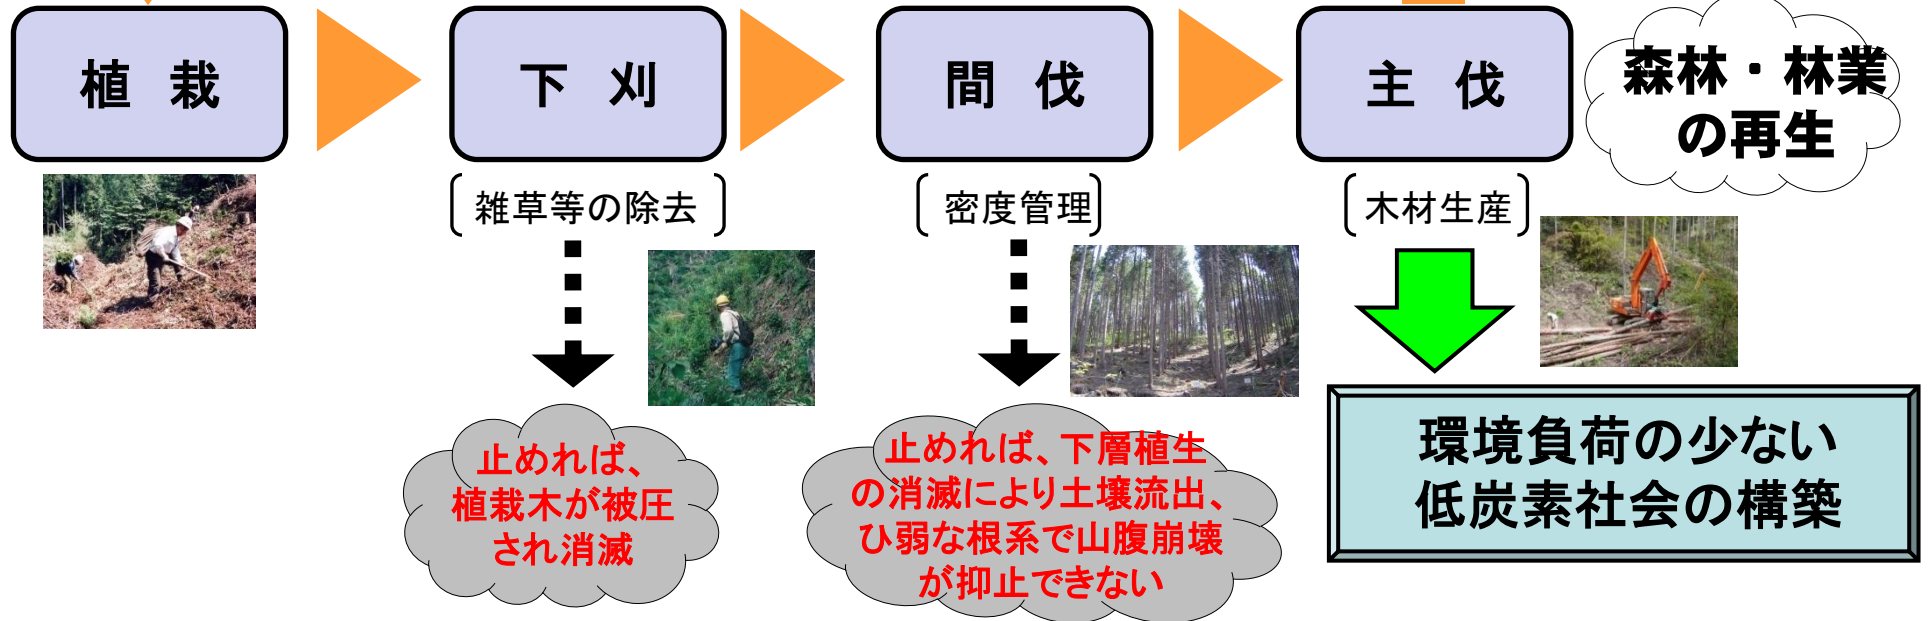 植 栽
下 刈
間 伐
主 伐
森林・林業
の再生
雑草等の除去
密度管理
木材生産
止めれば、
植栽木が被圧
され消滅
止めれば、下層植生
の消滅により土壌流出、
ひ弱な根系で山腹崩壊
が抑止できない
環境負荷の少ない
低炭素社会の構築